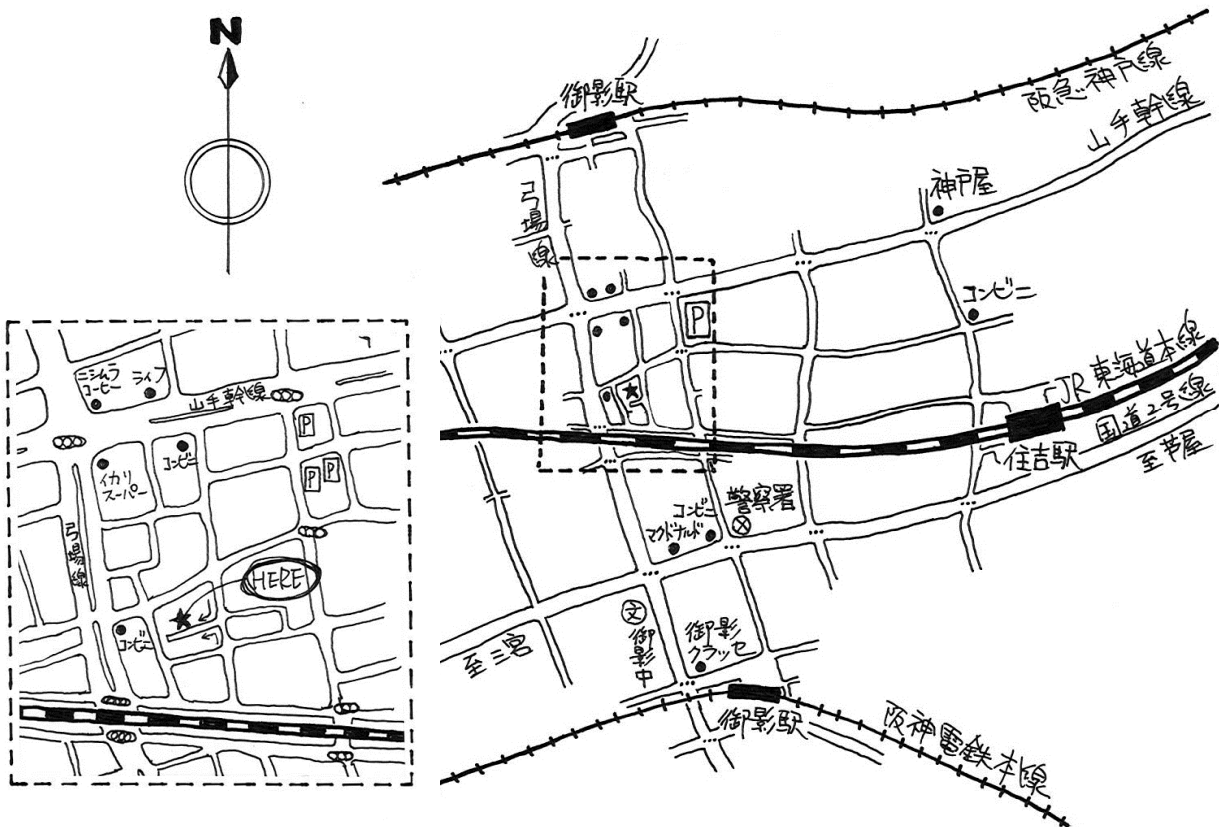 N
御影駅
阪急神戸線
山手幹線
神戸屋
弓場線
コンビニ
P
JR東海道本線
国道2号線
住吉駅
至芦屋
警察署
コンビニ
マクドナルド
文
御影中
御影
クラッセ
至三宮
御影駅
阪神電鉄本線
ニシムラ
コーヒー
ライフ
山手幹線
P
コンビニ
イカリ
スーパー
P
P
弓場線
HERE
コンビニ